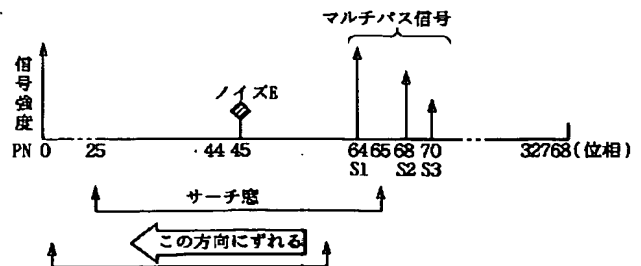 マルチパス信号
信号強度
ノイズE
PN 0 25 44 45 64 65 68 70 32768(位相)
S1 S2 S3
サーチ窓
この方向にずれる